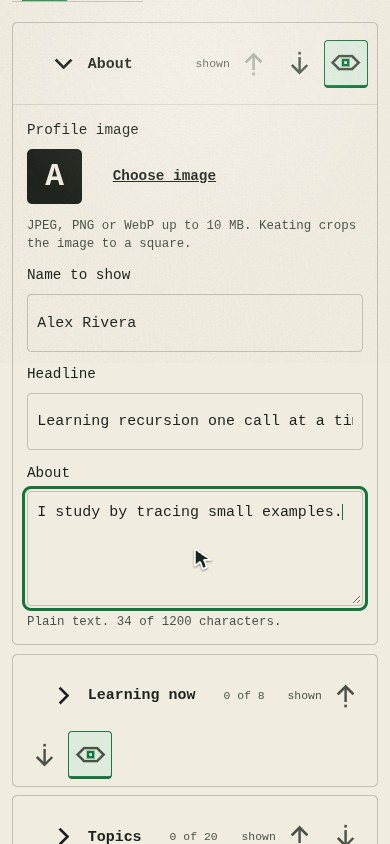 About shown
Profile image
A
Choose image
JPEG, PNG or WebP up to 10 MB. Keating crops
the image to a square.
Name to show
Alex Rivera
Headline
Learning recursion one call at a
About
I study by tracing small examples.
Plain text. 34 of 1200 characters.
Learning now 0 of 8 shown
Topics 0 of 20 shown